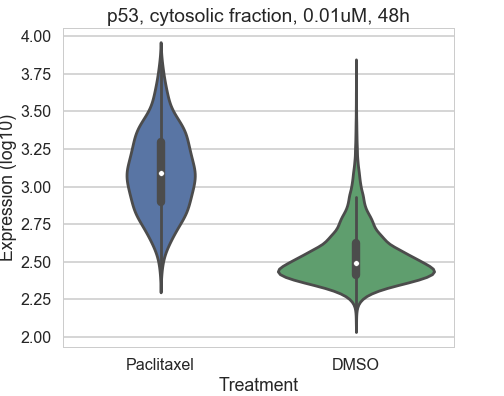 p53, cytosolic fraction, 0.01uM, 48h
Expression (log10)
4.00
3.75
3.50
3.25
3.00
2.75
2.50
2.25
2.00
Paclitaxel DMSO
Treatment